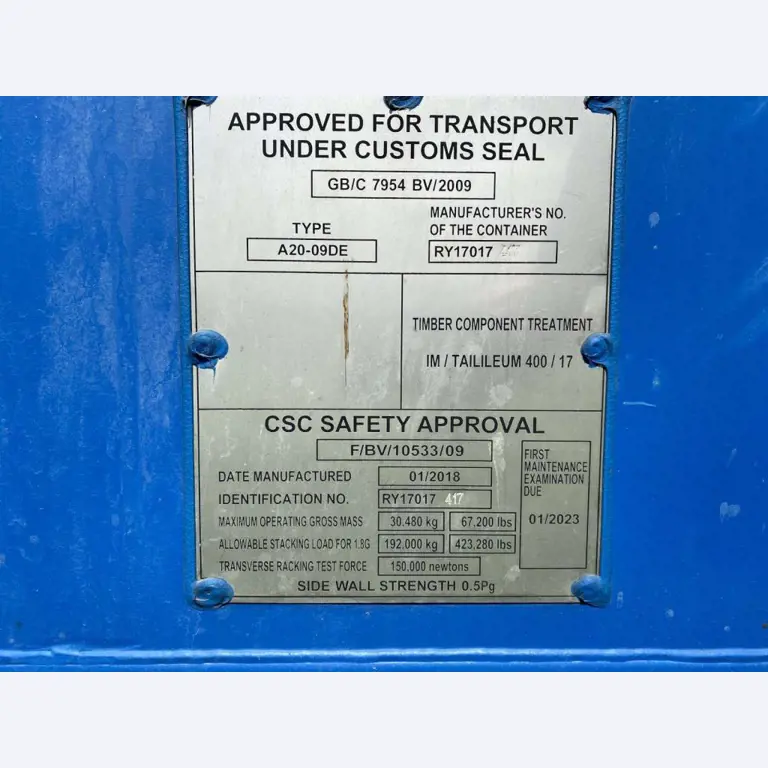 APPROVED FOR TRANSPORT
UNDER CUSTOMS SEAL
GB/C 7954 BV/2009
TYPE
A20-09DE
MANUFACTURER'S NO.
OF THE CONTAINER
RY17017
TIMBER COMPONENT TREATMENT
IM / TAILILEUM 400 / 17
CSC SAFETY APPROVAL
F/BV/10533/09
DATE MANUFACTURED 01/2018
IDENTIFICATION NO. RY17017 417
MAXIMUM OPERATING GROSS MASS 30.480 kg 67,200 lbs
ALLOWABLE STACKING LOAD FOR 1.8G 192,000 kg 423,280 lbs
TRANSVERSE RACKING TEST FORCE 150,000 newtons
SIDE WALL STRENGTH 0.5Pg
FIRST
MAINTENANCE
EXAMINATION
DUE
01/2023